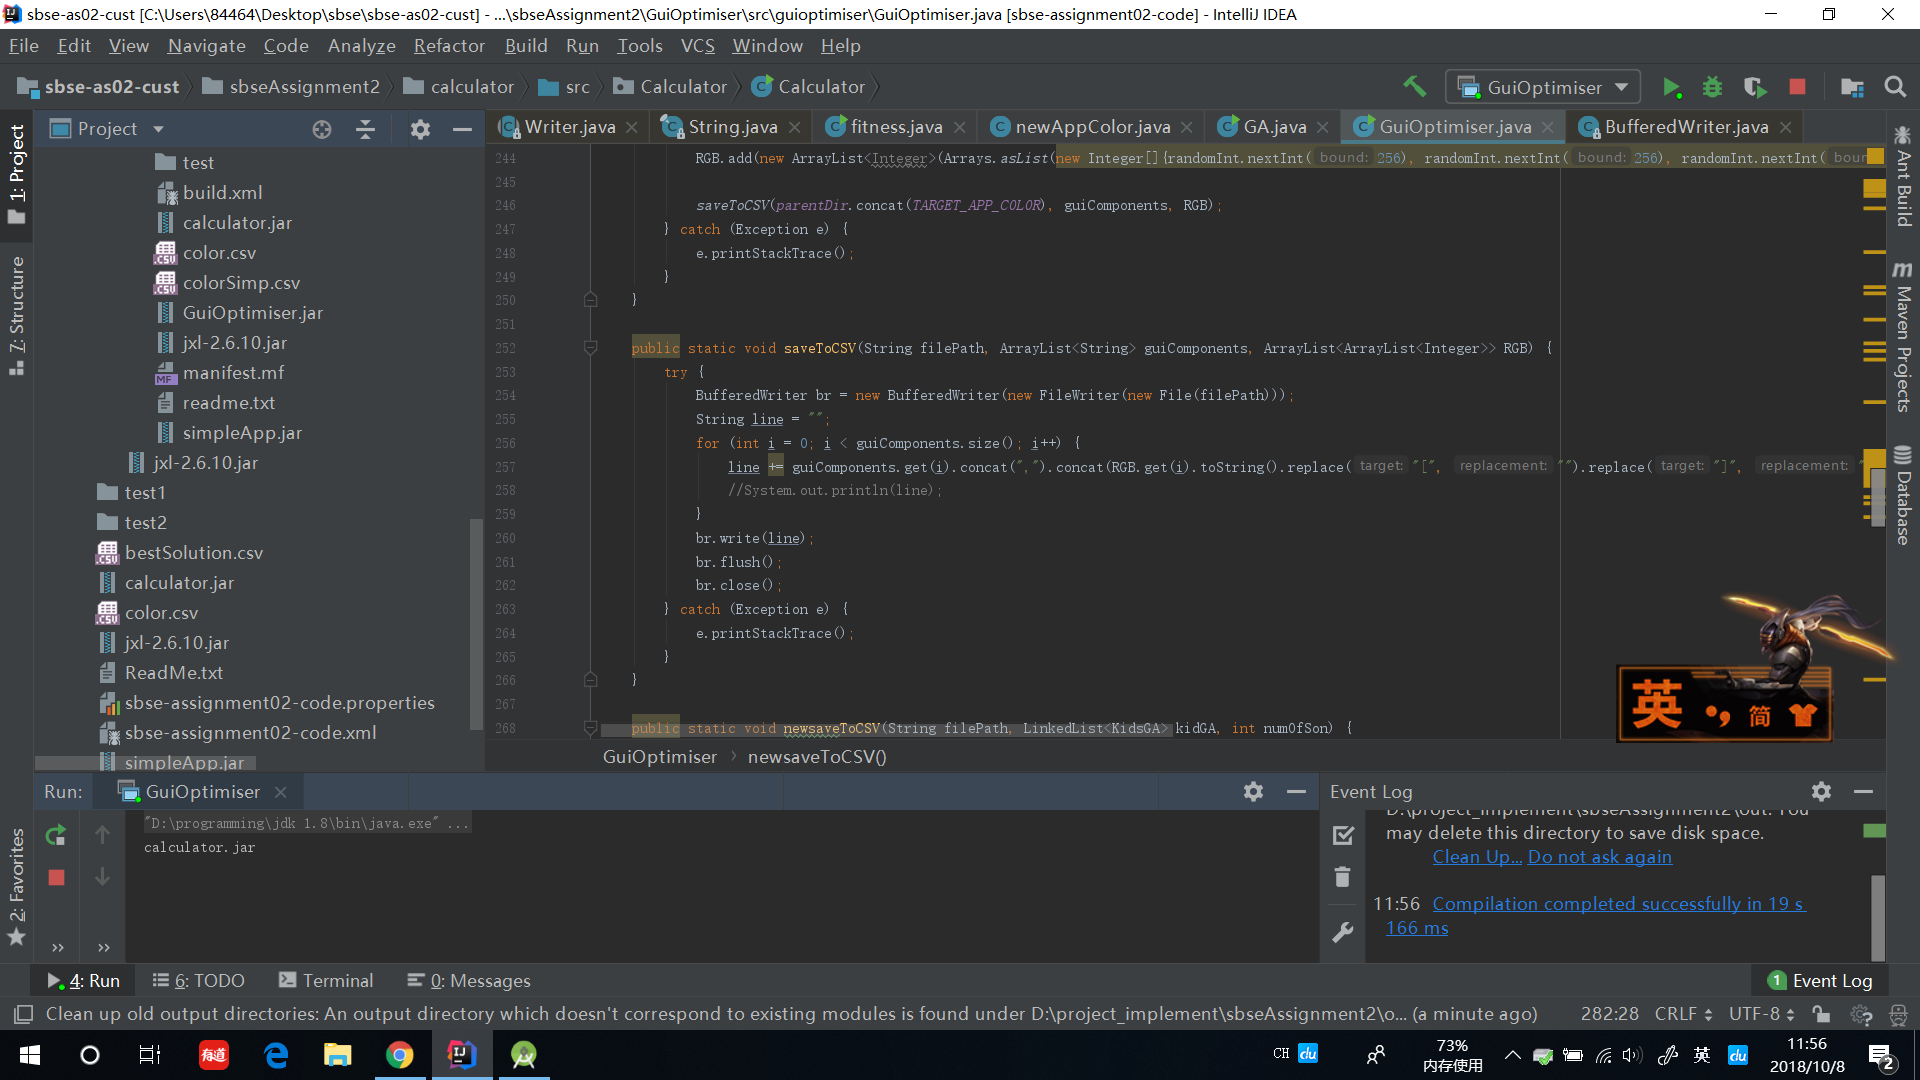 sbse-as02-cust [C:\Users\84464\Desktop\sbse\sbse-as02-cust] - ...\sbseAssignment2\GuiOptimiser\src\guioptimiser\GuiOptimiser.java [sbse-assignment02-code] - IntelliJ IDEA
File Edit View Navigate Code Analyze Refactor Build Run Tools VCS Window Help
sbse-as02-cust sbseAssignment2 calculator src Calculator Calculator GuiOptimiser
Project
Writer.java String.java fitness.java newAppColor.java GA.java GuiOptimiser.java BufferedWriter.java
1: Project
7: Structure
2: Favorites
test
build.xml
calculator.jar
color.csv
colorSimp.csv
GuiOptimiser.jar
jxl-2.6.10.jar
manifest.mf
readme.txt
simpleApp.jar
jxl-2.6.10.jar
test1
test2
bestSolution.csv
calculator.jar
color.csv
jxl-2.6.10.jar
ReadMe.txt
sbse-assignment02-code.properties
sbse-assignment02-code.xml
simpleApp.jar
244 RGB.add(new ArrayList<Integer>(Arrays.asList(new Integer[]{randomInt.nextInt( bound: 256), randomInt.nextInt( bound: 256), randomInt.nextInt(
245
246 saveToCSV(parentDir.concat(TARGET_APP_COLOR), guiComponents, RGB);
247 } catch (Exception e) {
248 e.printStackTrace();
249 }
250 }
251
252 public static void saveToCSV(String filePath, ArrayList<String> guiComponents, ArrayList<ArrayList<Integer>> RGB) {
253 try {
254 BufferedWriter br = new BufferedWriter(new FileWriter(new File(filePath)));
255 String line = "";
256 for (int i = 0; i < guiComponents.size(); i++) {
257 line += guiComponents.get(i).concat(",").concat(RGB.get(i).toString().replace( target: "[", replacement: "").replace( target: "]", replacement: "
258 //System.out.println(line);
259 }
260 br.write(line);
261 br.flush();
262 br.close();
263 } catch (Exception e) {
264 e.printStackTrace();
265 }
266 }
267
268 public static void newsaveToCSV(String filePath, LinkedList<KidsGA> kidGA, int numOfSon) {
GuiOptimiser newsaveToCSV()
Ant Build
Maven Projects
Database
英 简
Run: GuiOptimiser
"D:\programming\jdk 1.8\bin\java.exe" ...
calculator.jar
Event Log
D:\project_implement\sbseAssignment2\out. You
may delete this directory to save disk space.
Clean Up... Do not ask again
11:56 Compilation completed successfully in 19 s
166 ms
4: Run 6: TODO Terminal 0: Messages 1 Event Log
Clean up old output directories: An output directory which doesn't correspond to existing modules is found under D:\project_implement\sbseAssignment2\o... (a minute ago) 282:28 CRLF UTF-8
有道 CH du 73% 英 du 11:56
内存使用 2018/10/8 2